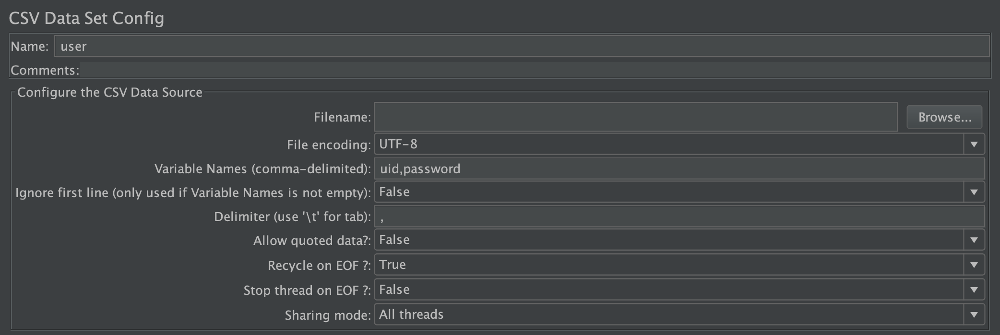 CSV Data Set Config
Name: user
Comments:
Configure the CSV Data Source
Filename: Browse...
File encoding: UTF-8
Variable Names (comma-delimited): uid,password
Ignore first line (only used if Variable Names is not empty): False
Delimiter (use '\t' for tab): ,
Allow quoted data?: False
Recycle on EOF ?: True
Stop thread on EOF ?: False
Sharing mode: All threads